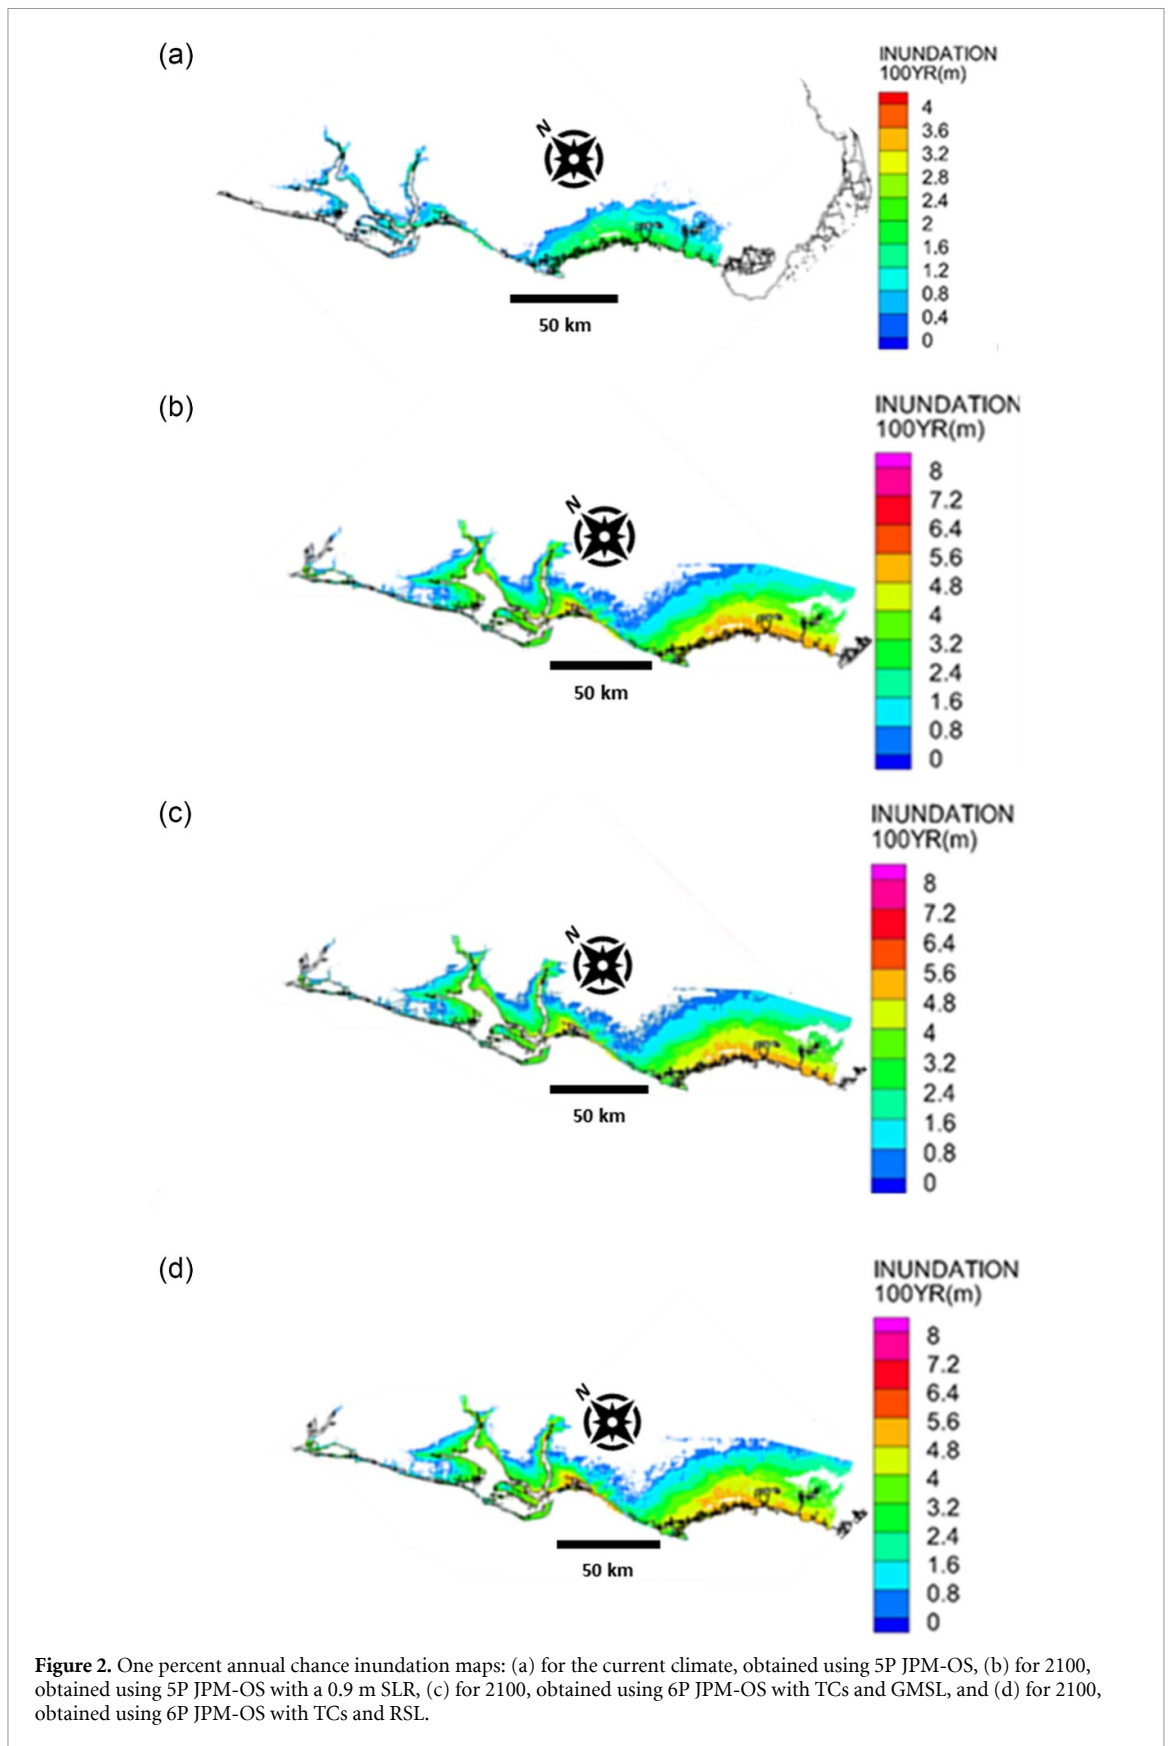 (a)
INUNDATION
100YR(m)
4
3.6
3.2
2.8
2.4
2
1.6
1.2
0.8
0.4
0
N
50 km
(b)
INUNDATION
100YR(m)
8
7.2
6.4
5.6
4.8
4
3.2
2.4
1.6
0.8
0
N
50 km
(c)
INUNDATION
100YR(m)
8
7.2
6.4
5.6
4.8
4
3.2
2.4
1.6
0.8
0
N
50 km
(d)
INUNDATION
100YR(m)
8
7.2
6.4
5.6
4.8
4
3.2
2.4
1.6
0.8
0
N
50 km
Figure 2. One percent annual chance inundation maps: (a) for the current climate, obtained using 5P JPM-OS, (b) for 2100,
obtained using 5P JPM-OS with a 0.9 m SLR, (c) for 2100, obtained using 6P JPM-OS with TCs and GMSL, and (d) for 2100,
obtained using 6P JPM-OS with TCs and RSL.